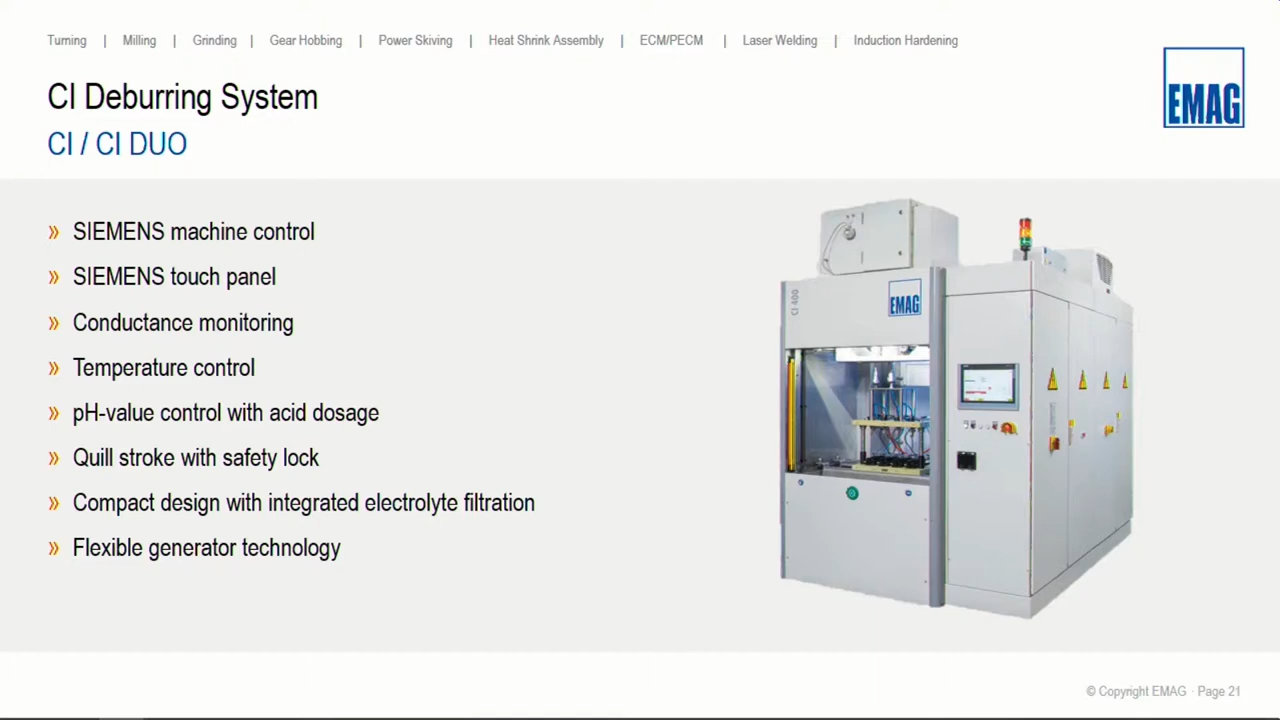 Turning | Milling | Grinding | Gear Hobbing | Power Skiving | Heat Shrink Assembly | ECM/PECM | Laser Welding | Induction Hardening
EMAG
CI Deburring System
CI / CI DUO
» SIEMENS machine control
» SIEMENS touch panel
» Conductance monitoring
» Temperature control
» pH-value control with acid dosage
» Quill stroke with safety lock
» Compact design with integrated electrolyte filtration
» Flexible generator technology
CI 400
EMAG
© Copyright EMAG · Page 21